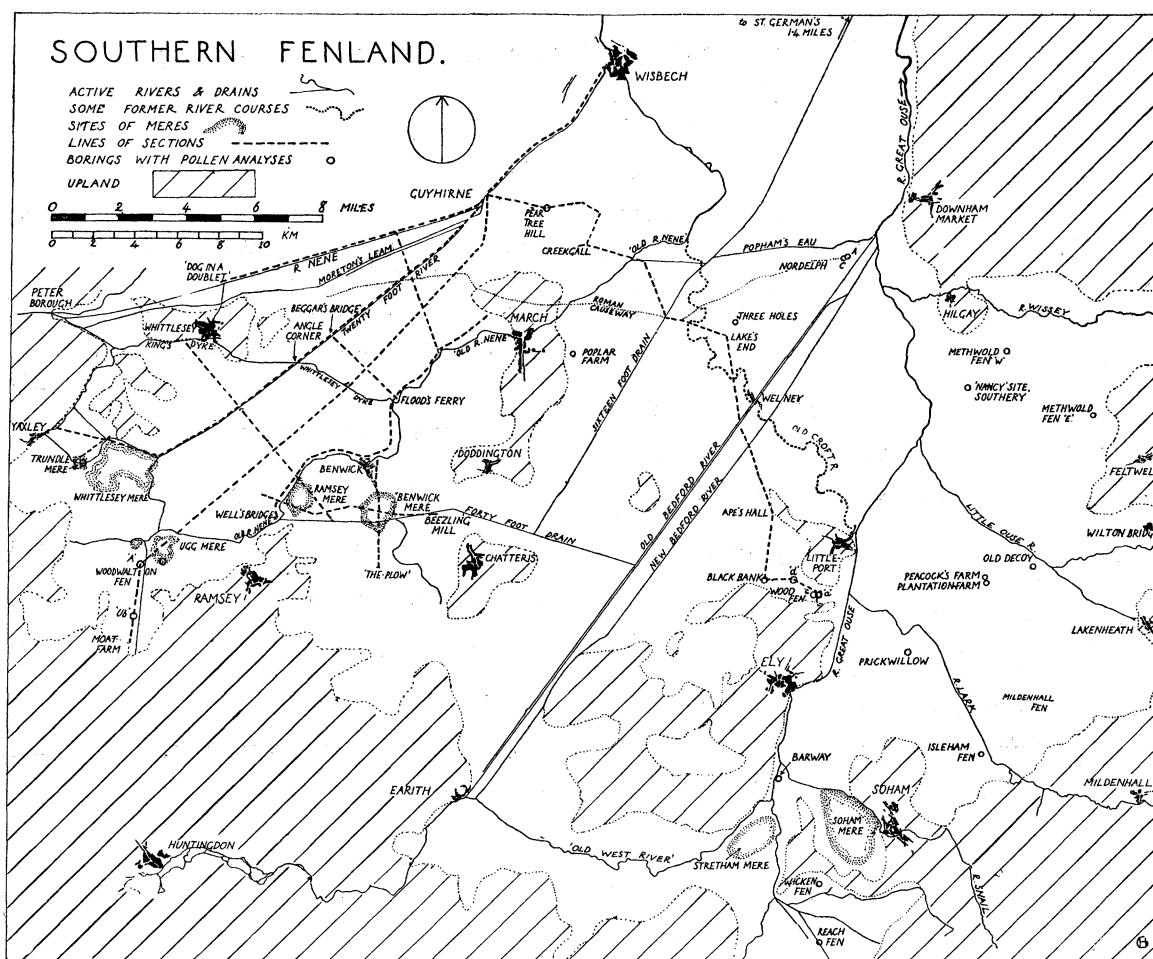 to ST. GERMAN'S
14 MILES
SOUTHERN FENLAND.
ACTIVE RIVERS & DRAINS
SOME FORMER RIVER COURSES
SITES OF MERES
LINES OF SECTIONS
BORINGS WITH POLLEN ANALYSES
UPLAND
0 2 4 6 8 MILES
0 2 4 6 8 10 KM
WISBECH
R. GREAT OUSE
DOWNHAM
MARKET
GUYHIRNE
PEAR
TREE
HILL
CREEKGALL
'OLD R. NENE'
POPHAM'S EAU
NORDELPH
A
C
R. NENE
MORETON'S LEAM
'DOG IN A
DOUBLET'
PETER
BOROUGH
WHITTLESEY
KING'S DYKE
BEGGAR'S BRIDGE
ANGLE
CORNER
TWENTY FOOT RIVER
WHITTLESEY DYKE
MARCH
'OLD R. NENE'
ROMAN
CAUSEWAY
POPLAR
FARM
THREE HOLES
LAKE'S
END
HILGAY
R. WISSEY
METHWOLD
FEN 'W'
'NANCY' SITE,
SOUTHERY
METHWOLD
FEN 'E'
FELTWELL
FLOOD'S FERRY
SIXTEEN FOOT DRAIN
WELNEY
OLD CROFT R.
YAXLEY
TRUNDLE
MERE
WHITTLESEY MERE
BENWICK
DODDINGTON
RAMSEY
MERE
BENWICK
MERE
WELL'S BRIDGE
OLD R. NENE
BEEZLING
MILL
FORTY FOOT DRAIN
OLD BEDFORD RIVER
NEW BEDFORD RIVER
APE'S HALL
LITTLE-
PORT
LITTLE OUSE R.
WILTON BRIDG
OLD DECOY
UGG MERE
WOODWALTON
FEN
RAMSEY
'THE PLOW'
CHATTERIS
BLACK BANK
WOOD
FEN
PEACOCK'S FARM
PLANTATION FARM
'U6'
MOAT
FARM
LAKENHEATH
R. GREAT OUSE
ELY
PRICKWILLOW
R. LARK
MILDENHALL
FEN
ISLEHAM
FEN
MILDENHALL
BARWAY
EARITH
SOHAM
SOHAM
MERE
HUNTINGDON
'OLD WEST RIVER'
STRETHAM MERE
WICKEN
FEN
R. SNAIL
REACH
FEN